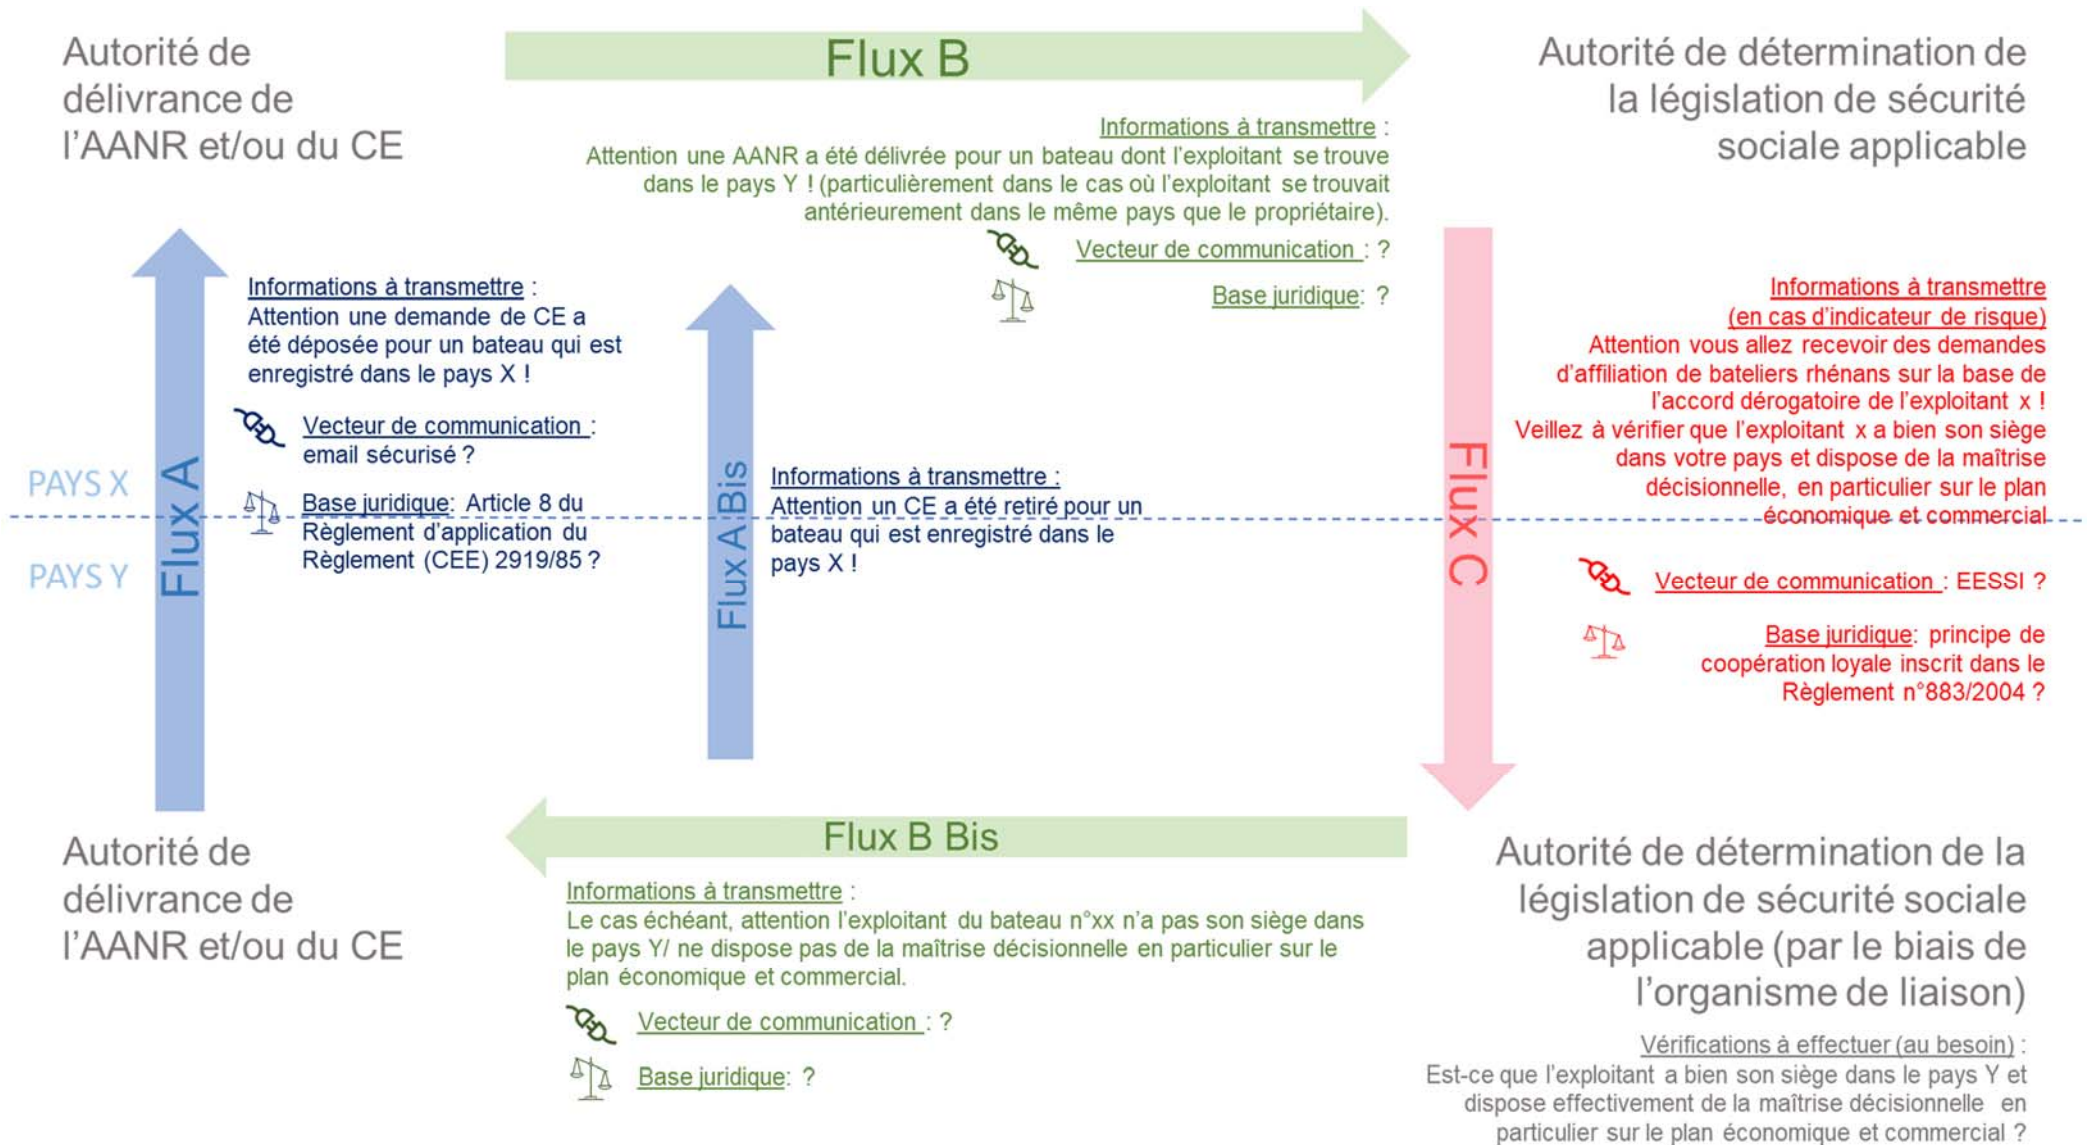 Autorité de
délivrance de
l'AANR et/ou du CE
Flux B
Autorité de détermination de
la législation de sécurité
sociale applicable
Informations à transmettre :
Attention une AANR a été délivrée pour un bateau dont l'exploitant se trouve
dans le pays Y ! (particulièrement dans le cas où l'exploitant se trouvait
antérieurement dans le même pays que le propriétaire).
Vecteur de communication : ?
Base juridique: ?
Flux A
Informations à transmettre :
Attention une demande de CE a
été déposée pour un bateau qui est
enregistré dans le pays X !
Vecteur de communication :
email sécurisé ?
Base juridique: Article 8 du
Règlement d'application du
Règlement (CEE) 2919/85 ?
PAYS X
PAYS Y
Flux A Bis
Informations à transmettre :
Attention un CE a été retiré pour un
bateau qui est enregistré dans le
pays X !
Flux C
Informations à transmettre
(en cas d'indicateur de risque)
Attention vous allez recevoir des demandes
d'affiliation de bateliers rhénans sur la base de
l'accord dérogatoire de l'exploitant x !
Veillez à vérifier que l'exploitant x a bien son siège
dans votre pays et dispose de la maîtrise
décisionnelle, en particulier sur le plan
économique et commercial
Vecteur de communication : EESSI ?
Base juridique: principe de
coopération loyale inscrit dans le
Règlement n°883/2004 ?
Autorité de
délivrance de
l'AANR et/ou du CE
Flux B Bis
Informations à transmettre :
Le cas échéant, attention l'exploitant du bateau n°xx n'a pas son siège dans
le pays Y/ ne dispose pas de la maîtrise décisionnelle en particulier sur le
plan économique et commercial.
Vecteur de communication : ?
Base juridique: ?
Autorité de détermination de la
législation de sécurité sociale
applicable (par le biais de
l'organisme de liaison)
Vérifications à effectuer (au besoin) :
Est-ce que l'exploitant a bien son siège dans le pays Y et
dispose effectivement de la maîtrise décisionnelle en
particulier sur le plan économique et commercial ?